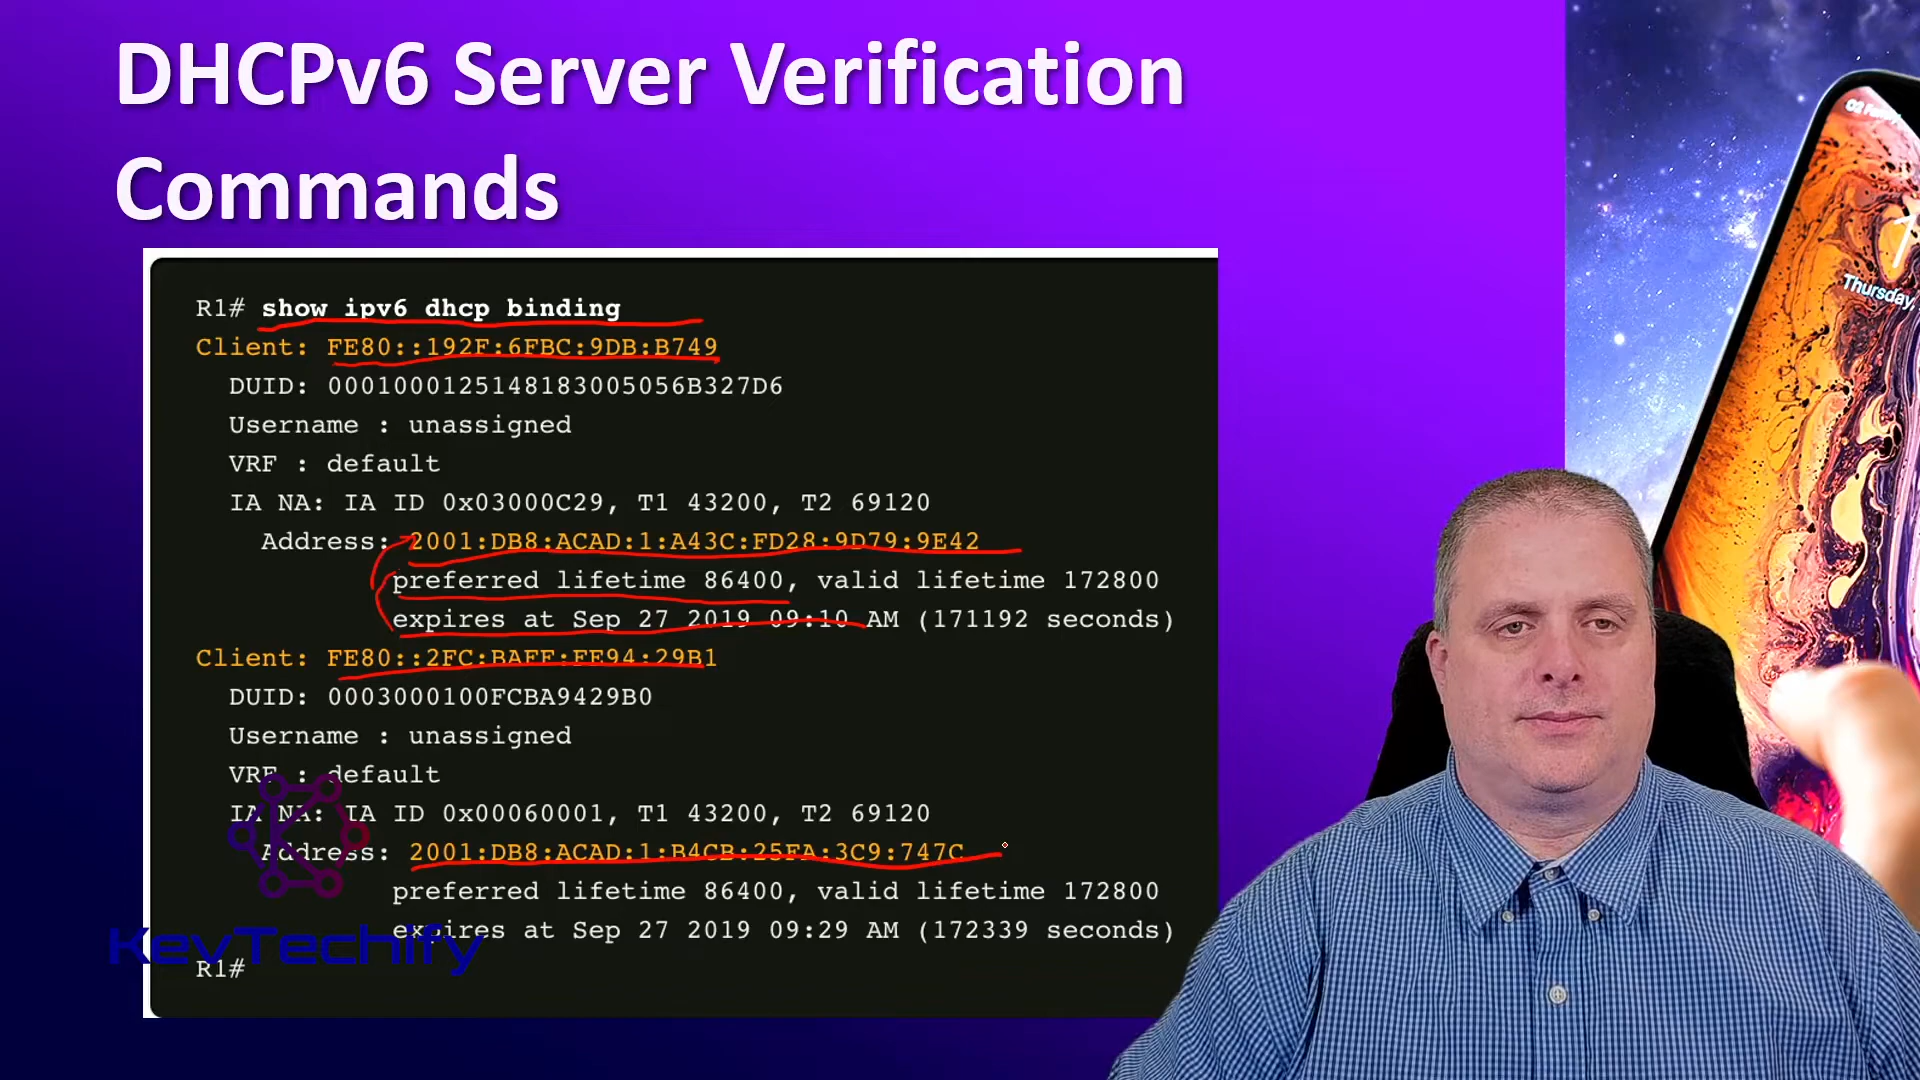 DHCPv6 Server Verification
Commands
R1# show ipv6 dhcp binding
Client: FE80::192F:6FBC:9DB:B749
DUID: 0001000125148183005056B327D6
Username : unassigned
VRF : default
IA NA: IA ID 0x03000C29, T1 43200, T2 69120
Address: 2001:DB8:ACAD:1:A43C:FD28:9D79:9E42
preferred lifetime 86400, valid lifetime 172800
expires at Sep 27 2019 09:10 AM (171192 seconds)
Client: FE80::2FC:BAFF:FE94:29B1
DUID: 0003000100FCBA9429B0
Username : unassigned
VRF : default
IA NA: IA ID 0x00060001, T1 43200, T2 69120
Address: 2001:DB8:ACAD:1:B4CB:25FA:3C9:747C
preferred lifetime 86400, valid lifetime 172800
expires at Sep 27 2019 09:29 AM (172339 seconds)
R1#
KevTechify
Thursday,